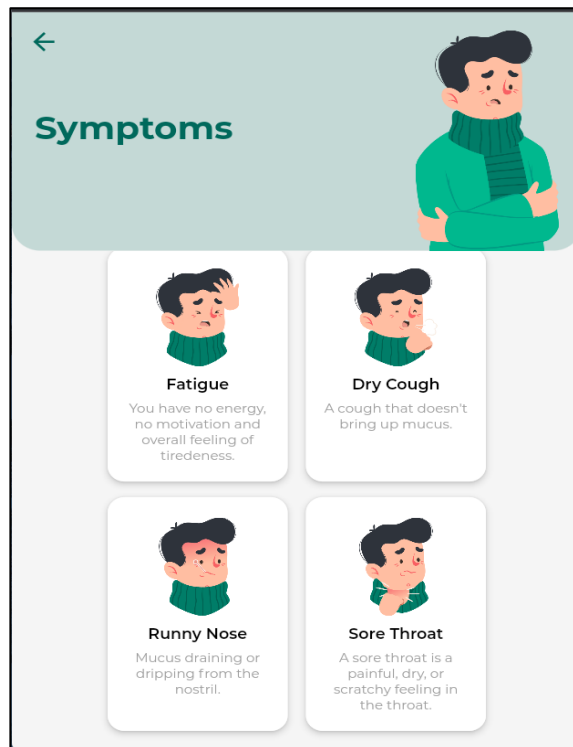 Symptoms
Fatigue
You have no energy,
no motivation and
overall feeling of
tiredeness.
Dry Cough
A cough that doesn't
bring up mucus.
Runny Nose
Mucus draining or
dripping from the
nostril.
Sore Throat
A sore throat is a
painful, dry, or
scratchy feeling in
the throat.